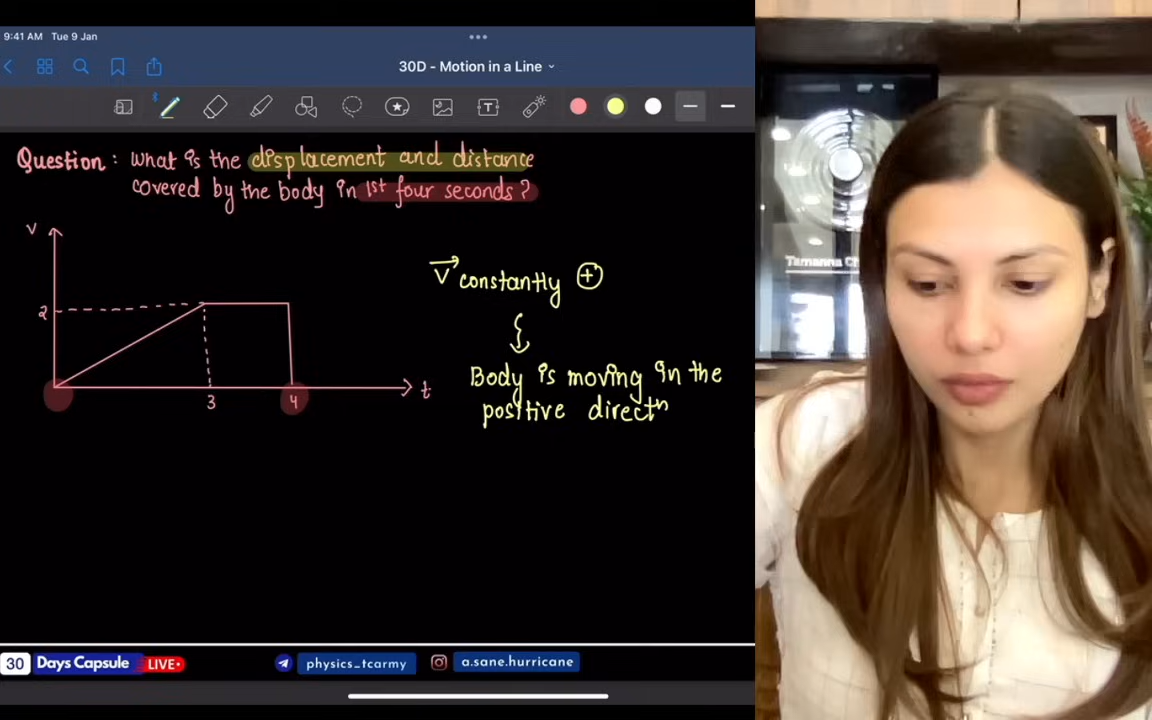 9:41 AM Tue 9 Jan
30D - Motion in a Line
Question: What is the displacement and distance
covered by the body in 1st four seconds?
v
2
3
4
t
v constantly +
Body is moving in the
positive directn
Tamanna Ch
30 Days Capsule LIVE
physics_tcarmy
a.sane.hurricane